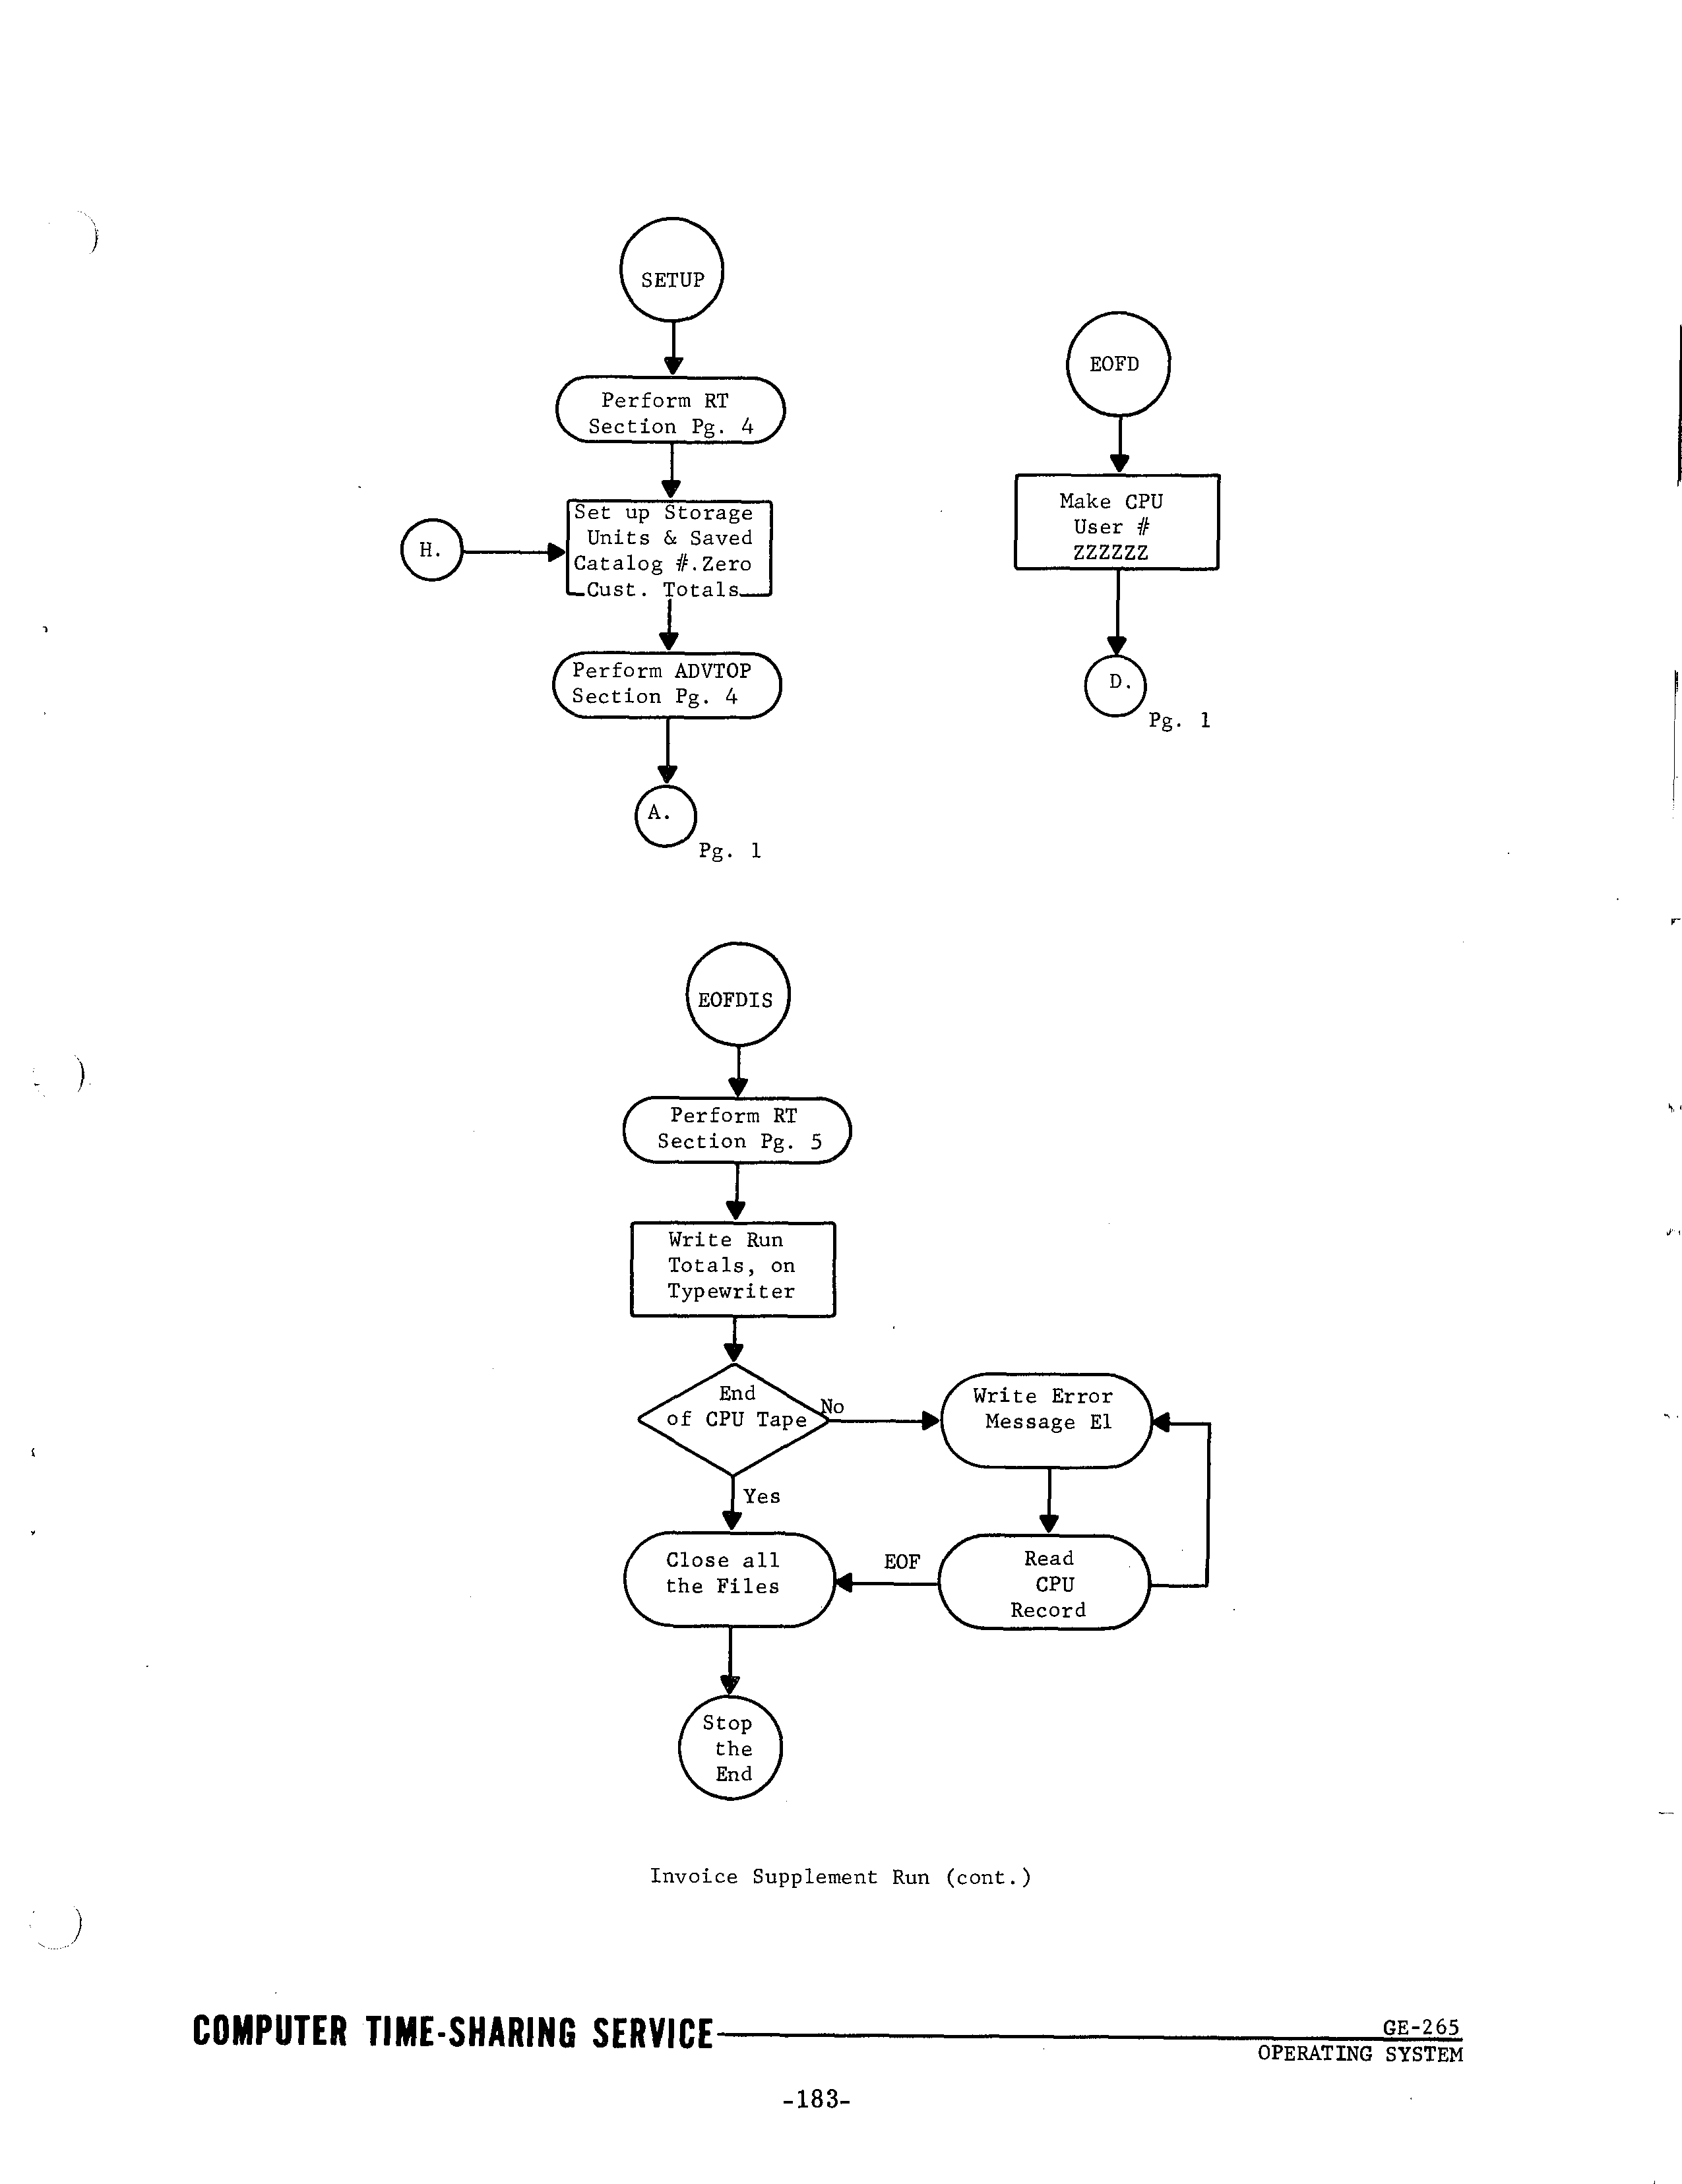 SETUP
Perform RT
Section Pg. 4
H.
Set up Storage
Units & Saved
Catalog #.Zero
Cust. Totals
Perform ADVTOP
Section Pg. 4
A.
Pg. 1
EOFD
Make CPU
User #
ZZZZZZ
D.
Pg. 1
EOFDIS
Perform RT
Section Pg. 5
Write Run
Totals, on
Typewriter
End
of CPU Tape
No
Write Error
Message E1
Yes
Close all
the Files
EOF
Read
CPU
Record
Stop
the
End
Invoice Supplement Run (cont.)
COMPUTER TIME-SHARING SERVICE
GE-265
OPERATING SYSTEM
-183-